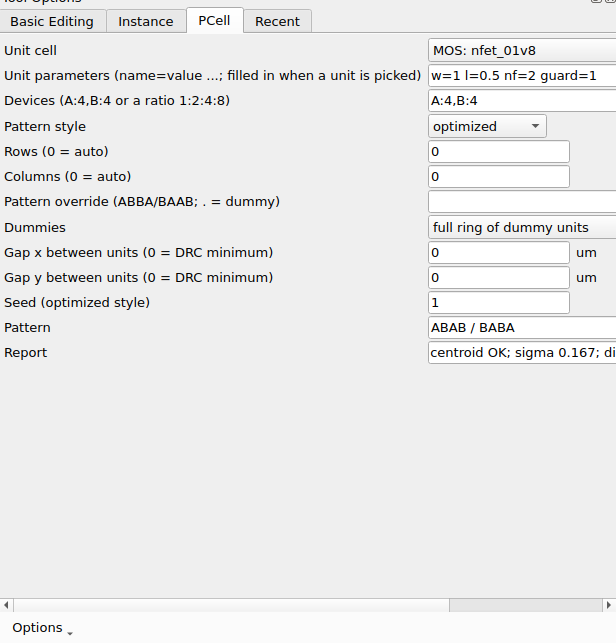 Basic Editing Instance PCell Recent
Unit cell MOS: nfet_01v8
Unit parameters (name=value ...; filled in when a unit is picked) w=1 l=0.5 nf=2 guard=1
Devices (A:4,B:4 or a ratio 1:2:4:8) A:4,B:4
Pattern style optimized
Rows (0 = auto) 0
Columns (0 = auto) 0
Pattern override (ABBA/BAAB; . = dummy)
Dummies full ring of dummy units
Gap x between units (0 = DRC minimum) 0 um
Gap y between units (0 = DRC minimum) 0 um
Seed (optimized style) 1
Pattern ABAB / BABA
Report centroid OK; sigma 0.167; di
Options